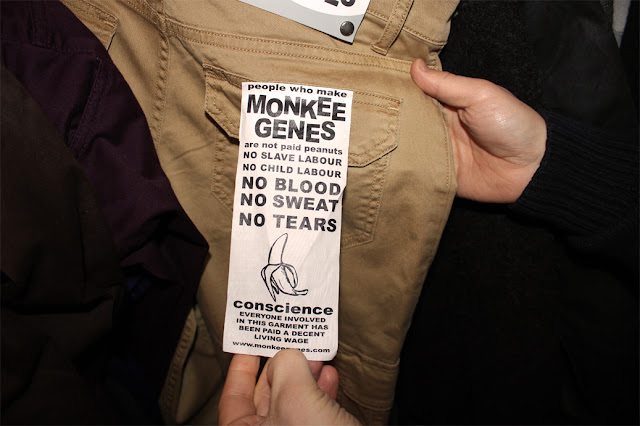 people who make
MONKEE
GENES
are not paid peanuts
NO SLAVE LABOUR
NO CHILD LABOUR
NO BLOOD
NO SWEAT
NO TEARS
conscience
EVERYONE INVOLVED
IN THIS GARMENT HAS
BEEN PAID A DECENT
LIVING WAGE
www.monkeegenes.com